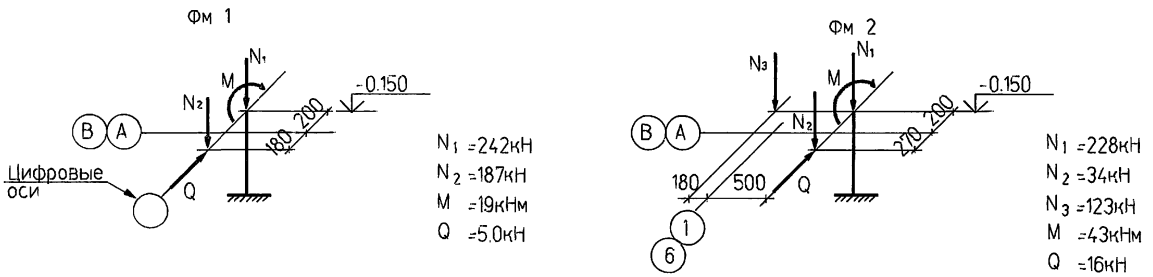 Фм 1
N₁
M
N₂
-0.150
200
180
В А
Цифровые
оси
Q
N₁ =242кН
N₂ =187кН
M =19кНм
Q =5.0кН
Фм 2
N₁
N₃
M
N₂
-0.150
200
270
В А
180 500
Q
1
6
N₁ =228кН
N₂ =34кН
N₃ =123кН
M =43кНм
Q =16кН